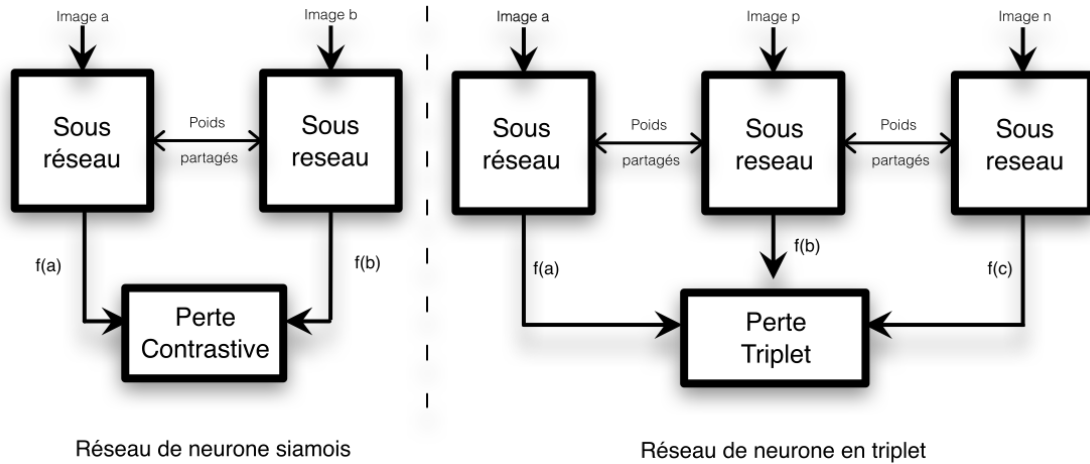 Image a
Image b
Sous
réseau
Poids
partagés
Sous
reseau
f(a)
f(b)
Perte
Contrastive
Réseau de neurone siamois
Image a
Image p
Image n
Sous
réseau
Poids
partagés
Sous
reseau
Poids
partagés
Sous
reseau
f(a)
f(b)
f(c)
Perte
Triplet
Réseau de neurone en triplet